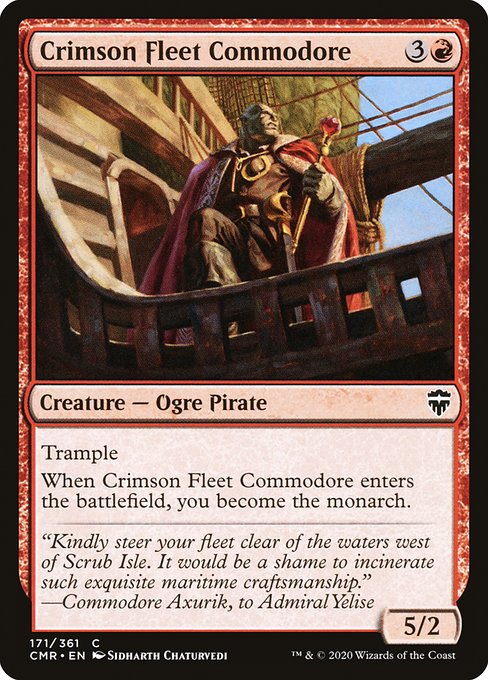 Crimson Fleet Commodore 3
Creature — Ogre Pirate
Trample
When Crimson Fleet Commodore enters
the battlefield, you become the monarch.
“Kindly steer your fleet clear of the waters west
of Scrub Isle. It would be a shame to incinerate
such exquisite maritime craftsmanship.”
—Commodore Axurik, to Admiral Yelise
5/2
171/361 C
CMR • EN Sidharth Chaturvedi
™ & © 2020 Wizards of the Coast